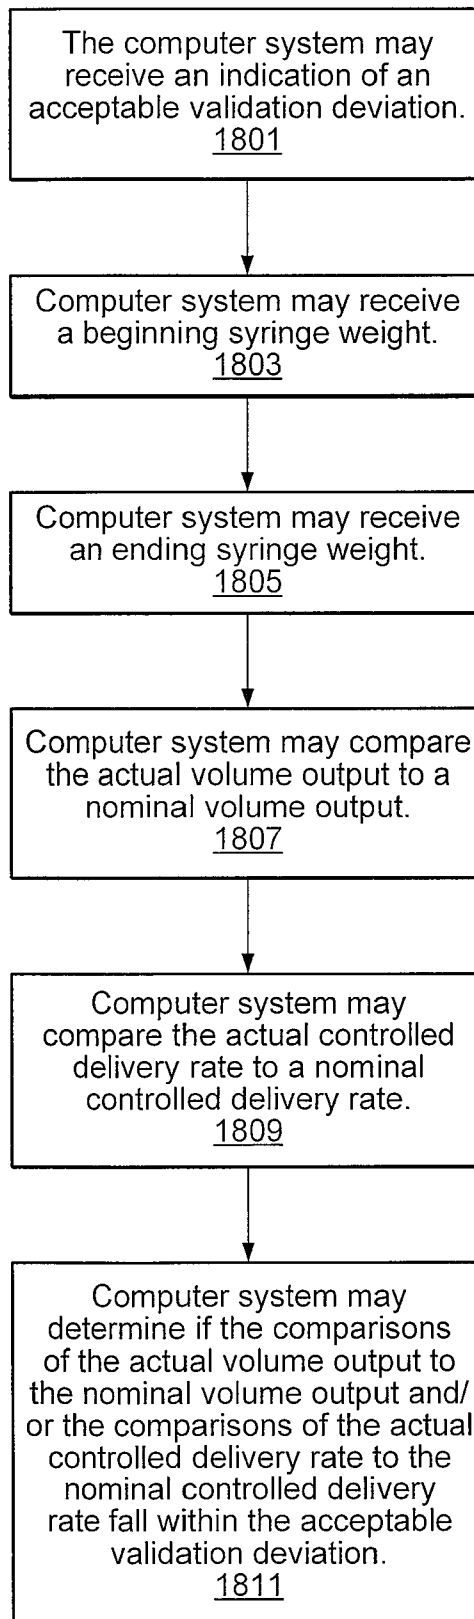 The computer system may
receive an indication of an
acceptable validation deviation.
1801
Computer system may receive
a beginning syringe weight.
1803
Computer system may receive
an ending syringe weight.
1805
Computer system may compare
the actual volume output to a
nominal volume output.
1807
Computer system may
compare the actual controlled
delivery rate to a nominal
controlled delivery rate.
1809
Computer system may
determine if the comparisons
of the actual volume output to
the nominal volume output and/
or the comparisons of the actual
controlled delivery rate to the
nominal controlled delivery
rate fall within the acceptable
validation deviation.
1811